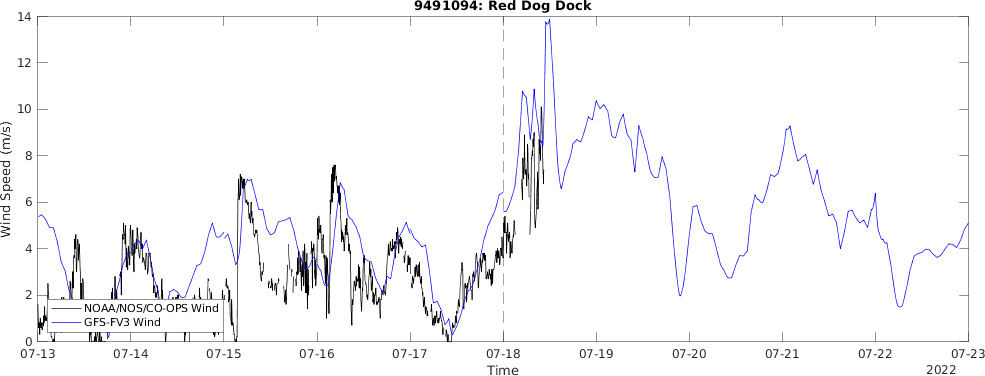 9491094: Red Dog Dock
14
12
10
8
6
4
2
0
Wind Speed (m/s)
NOAA/NOS/CO-OPS Wind
GFS-FV3 Wind
07-13 07-14 07-15 07-16 07-17 07-18 07-19 07-20 07-21 07-22 07-23
Time
2022